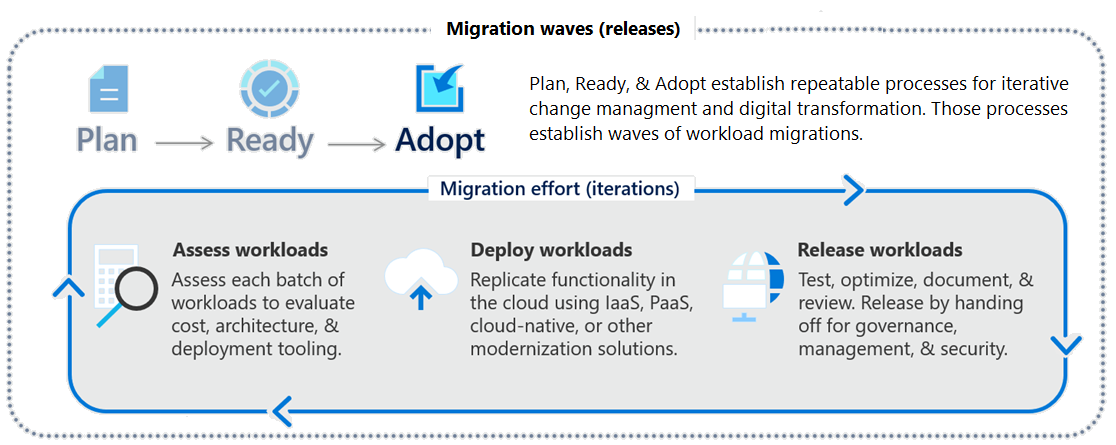 Migration waves (releases)
Plan
Ready
Adopt
Plan, Ready, & Adopt establish repeatable processes for iterative
change managment and digital transformation. Those processes
establish waves of workload migrations.
Migration effort (iterations)
Assess workloads
Assess each batch of
workloads to evaluate
cost, architecture, &
deployment tooling.
Deploy workloads
Replicate functionality in
the cloud using IaaS, PaaS,
cloud-native, or other
modernization solutions.
Release workloads
Test, optimize, document, &
review. Release by handing
off for governance,
management, & security.